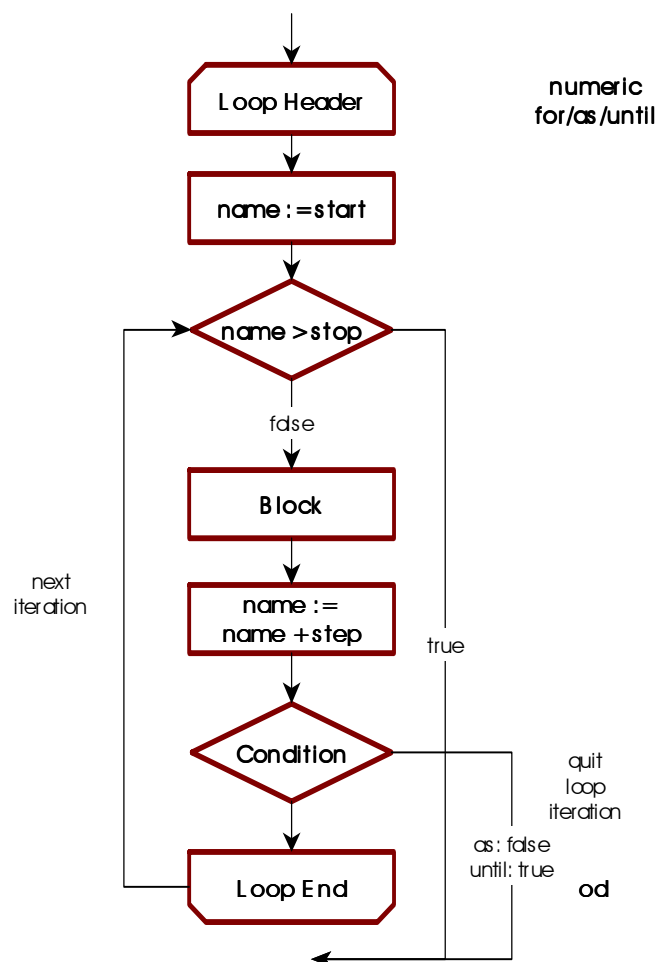 Loop Header
numeric
for/as/until
name := start
name > stop
false
Block
next
iteration
name :=
name + step
true
Condition
quit
loop
iteration
as: false
until: true
Loop End
od